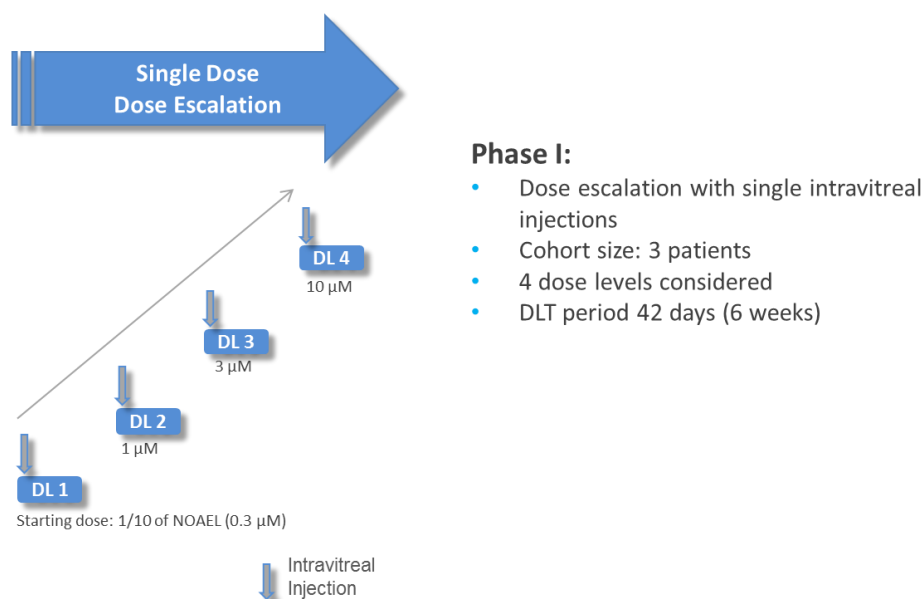 Single Dose
Dose Escalation
Phase I:
• Dose escalation with single intravitreal
injections
• Cohort size: 3 patients
• 4 dose levels considered
• DLT period 42 days (6 weeks)
DL 4
10 µM
DL 3
3 µM
DL 2
1 µM
DL 1
Starting dose: 1/10 of NOAEL (0.3 µM)
Intravitreal
Injection